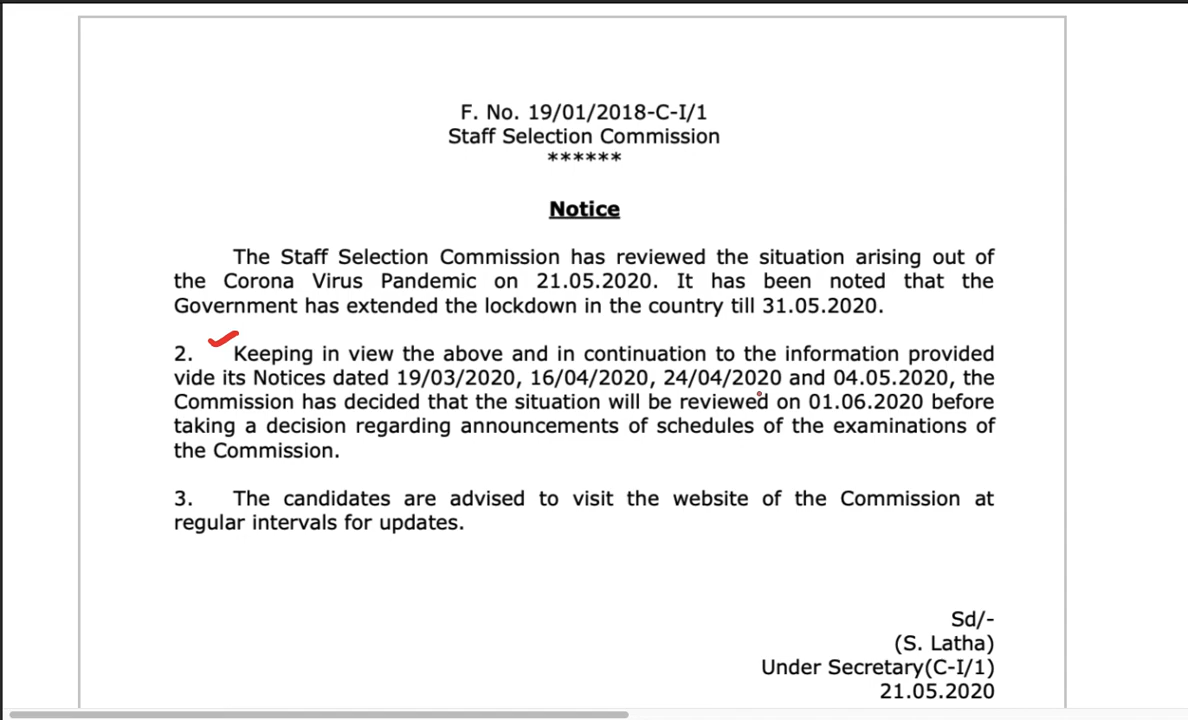 F. No. 19/01/2018-C-I/1
Staff Selection Commission
******
Notice
The Staff Selection Commission has reviewed the situation arising out of
the Corona Virus Pandemic on 21.05.2020. It has been noted that the
Government has extended the lockdown in the country till 31.05.2020.
2. Keeping in view the above and in continuation to the information provided
vide its Notices dated 19/03/2020, 16/04/2020, 24/04/2020 and 04.05.2020, the
Commission has decided that the situation will be reviewed on 01.06.2020 before
taking a decision regarding announcements of schedules of the examinations of
the Commission.
3. The candidates are advised to visit the website of the Commission at
regular intervals for updates.
Sd/-
(S. Latha)
Under Secretary(C-I/1)
21.05.2020